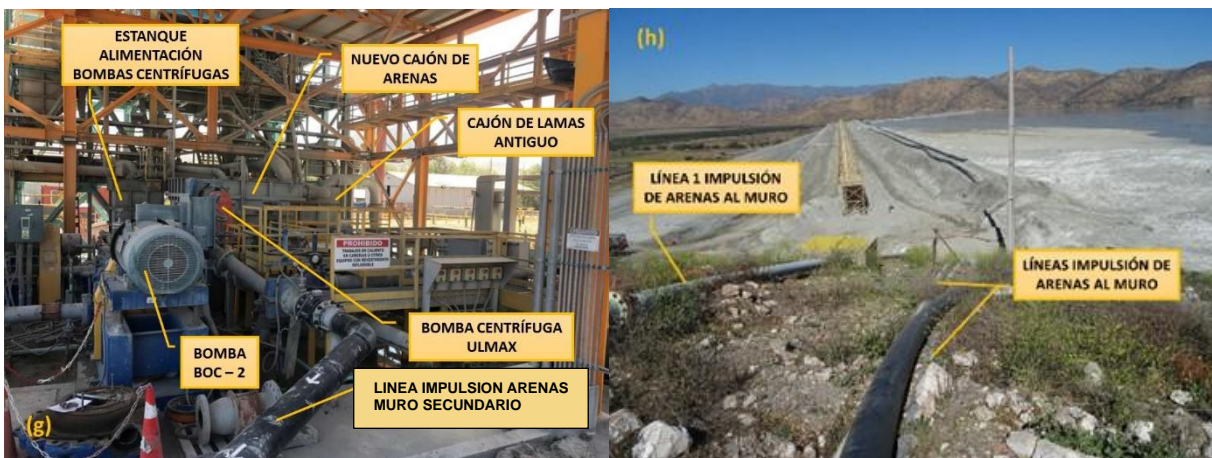 ESTANQUE
ALIMENTACIÓN
BOMBAS CENTRÍFUGAS
NUEVO CAJÓN DE
ARENAS
CAJÓN DE LAMAS
ANTIGUO
PROHIBIDO
BOMBA CENTRÍFUGA
ULMAX
BOMBA
BOC – 2
LINEA IMPULSION ARENAS
MURO SECUNDARIO
(g)
(h)
LÍNEA 1 IMPULSIÓN
DE ARENAS AL MURO
LÍNEAS IMPULSIÓN DE
ARENAS AL MURO